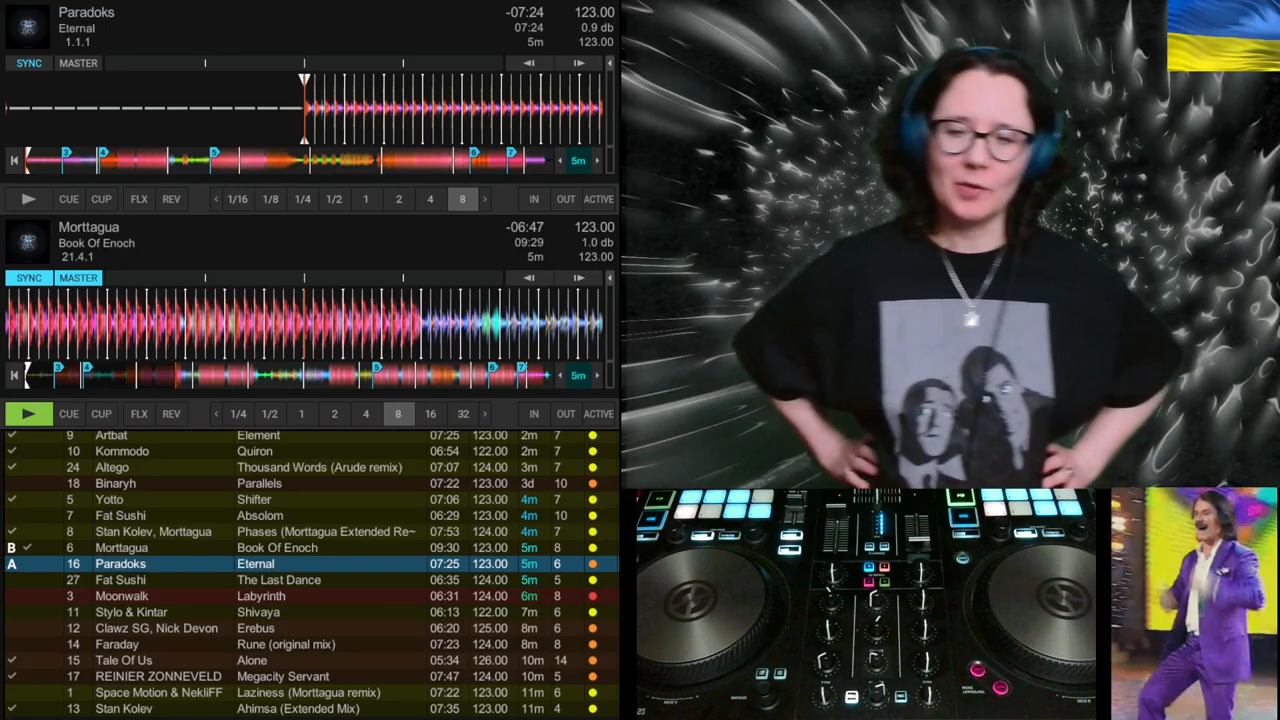 Paradoks -07:24 123.00
Eternal 07:24 0.9 db
1.1.1 5m 123.00
SYNC MASTER
3 4 5 6 7 5m
CUE CUP FLX REV 1/16 1/8 1/4 1/2 1 2 4 8 IN OUT ACTIVE
Morttagua -06:47 123.00
Book Of Enoch 09:29 1.0 db
21.4.1 5m 123.00
SYNC MASTER
3 4 5 6 7 5m
CUE CUP FLX REV 1/4 1/2 1 2 4 8 16 32 IN OUT ACTIVE
9 Artbat Element 07:25 123.00 2m 7
10 Kommodo Quiron 06:54 122.00 2m 7
24 Altego Thousand Words (Arude remix) 07:07 124.00 3m 7
18 Binaryh Parallels 07:22 123.00 3d 10
5 Yotto Shifter 07:06 123.00 4m 7
7 Fat Sushi Absolom 06:29 123.00 4m 10
8 Stan Kolev, Morttagua Phases (Morttagua Extended Re~ 07:53 124.00 4m 7
B 6 Morttagua Book Of Enoch 09:30 123.00 5m 8
A 16 Paradoks Eternal 07:25 123.00 5m 6
27 Fat Sushi The Last Dance 06:35 124.00 5m 5
3 Moonwalk Labyrinth 06:31 124.00 6m 8
11 Stylo & Kintar Shivaya 06:13 122.00 7m 6
12 Clawz SG, Nick Devon Erebus 06:20 125.00 8m 6
14 Faraday Rune (original mix) 07:23 124.00 8m 8
15 Tale Of Us Alone 05:34 126.00 10m 14
17 REINIER ZONNEVELD Megacity Servant 07:47 124.00 10m 5
1 Space Motion & NekliFF Laziness (Morttagua remix) 07:22 123.00 11m 6
13 Stan Kolev Ahimsa (Extended Mix) 07:35 123.00 11m 4